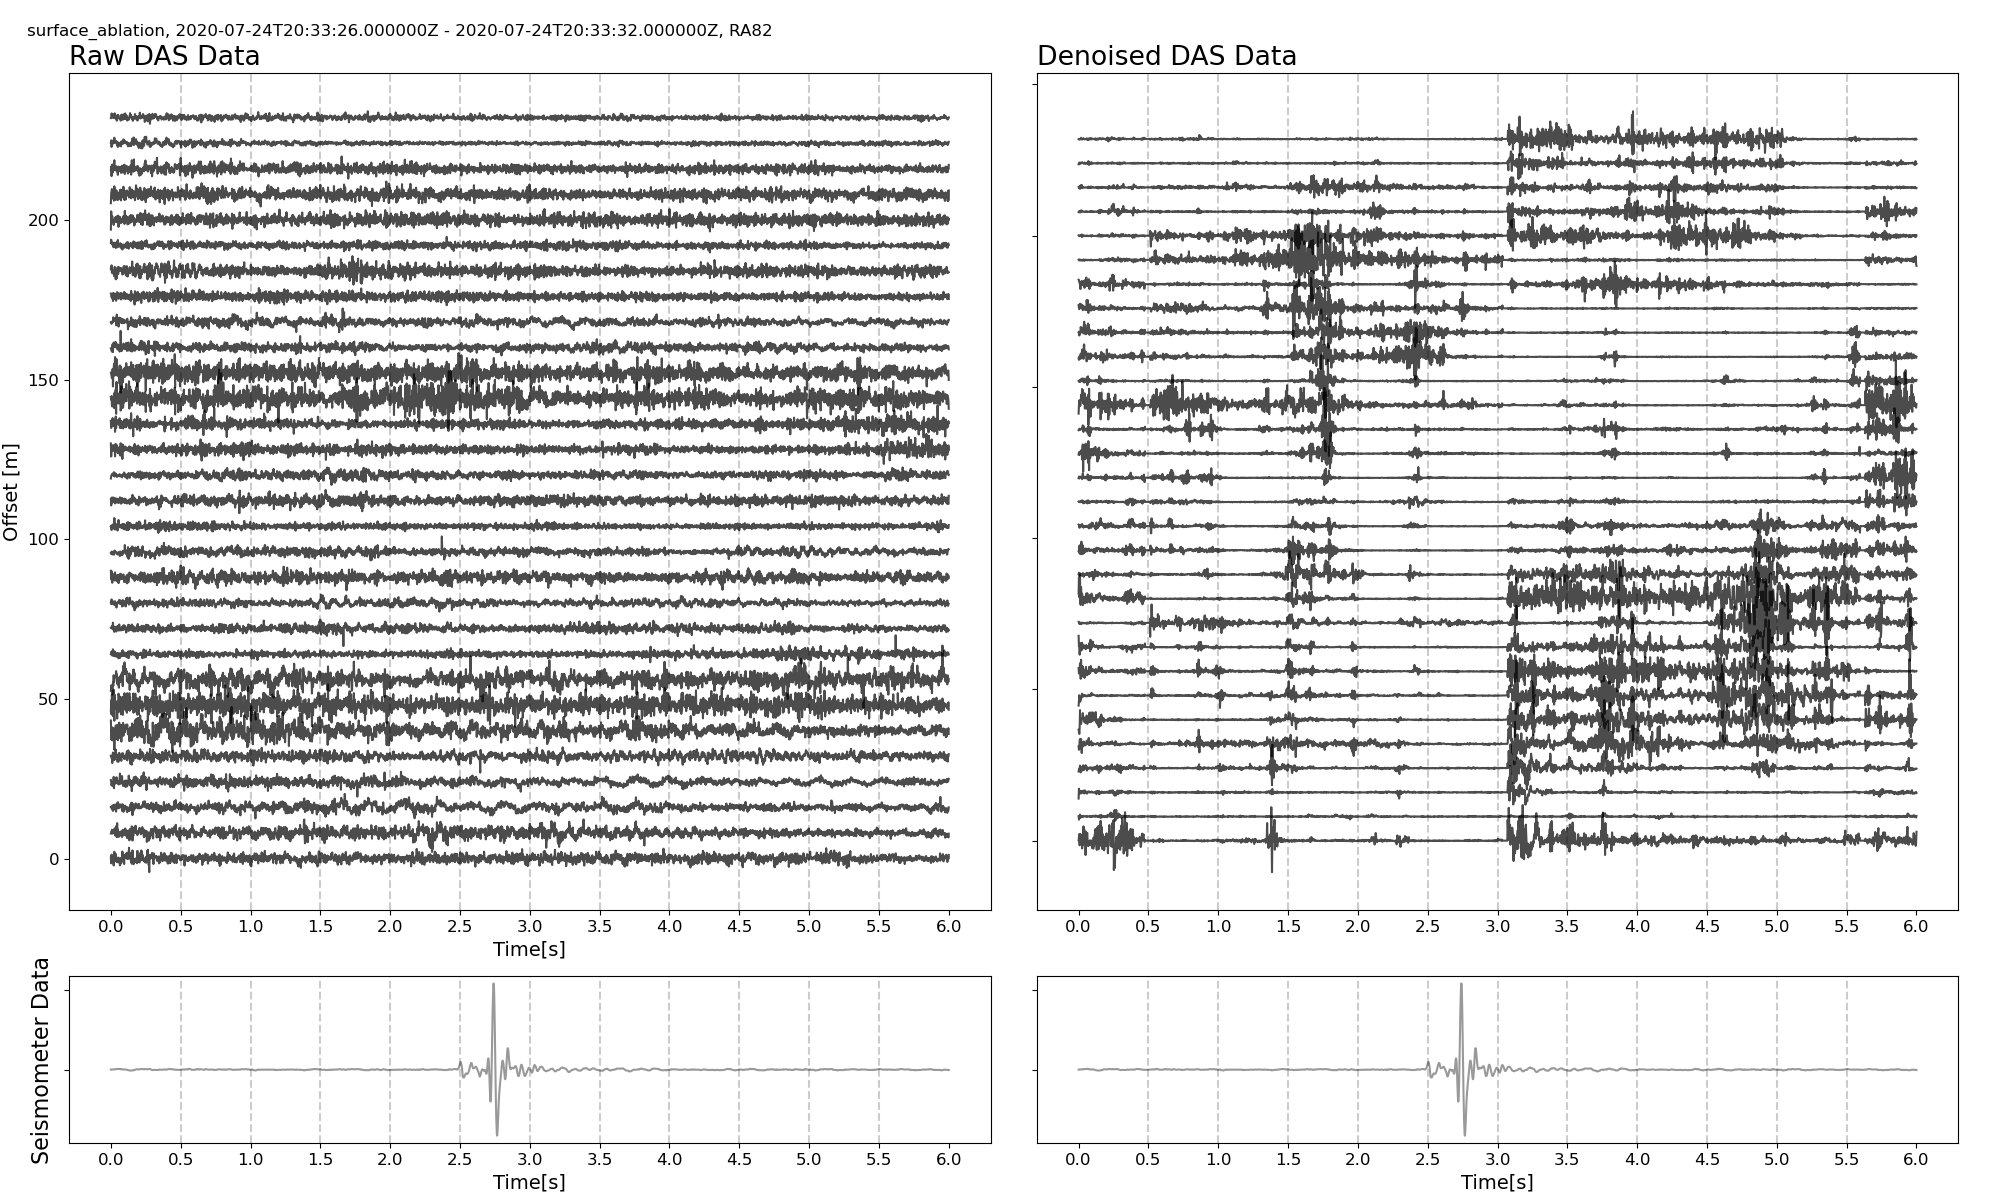 surface_ablation, 2020-07-24T20:33:26.000000Z - 2020-07-24T20:33:32.000000Z, RA82
Raw DAS Data
Denoised DAS Data
Offset [m]
200
150
100
50
0
0.0 0.5 1.0 1.5 2.0 2.5 3.0 3.5 4.0 4.5 5.0 5.5 6.0
Time[s]
0.0 0.5 1.0 1.5 2.0 2.5 3.0 3.5 4.0 4.5 5.0 5.5 6.0
Seismometer Data
0.0 0.5 1.0 1.5 2.0 2.5 3.0 3.5 4.0 4.5 5.0 5.5 6.0
Time[s]
0.0 0.5 1.0 1.5 2.0 2.5 3.0 3.5 4.0 4.5 5.0 5.5 6.0
Time[s]